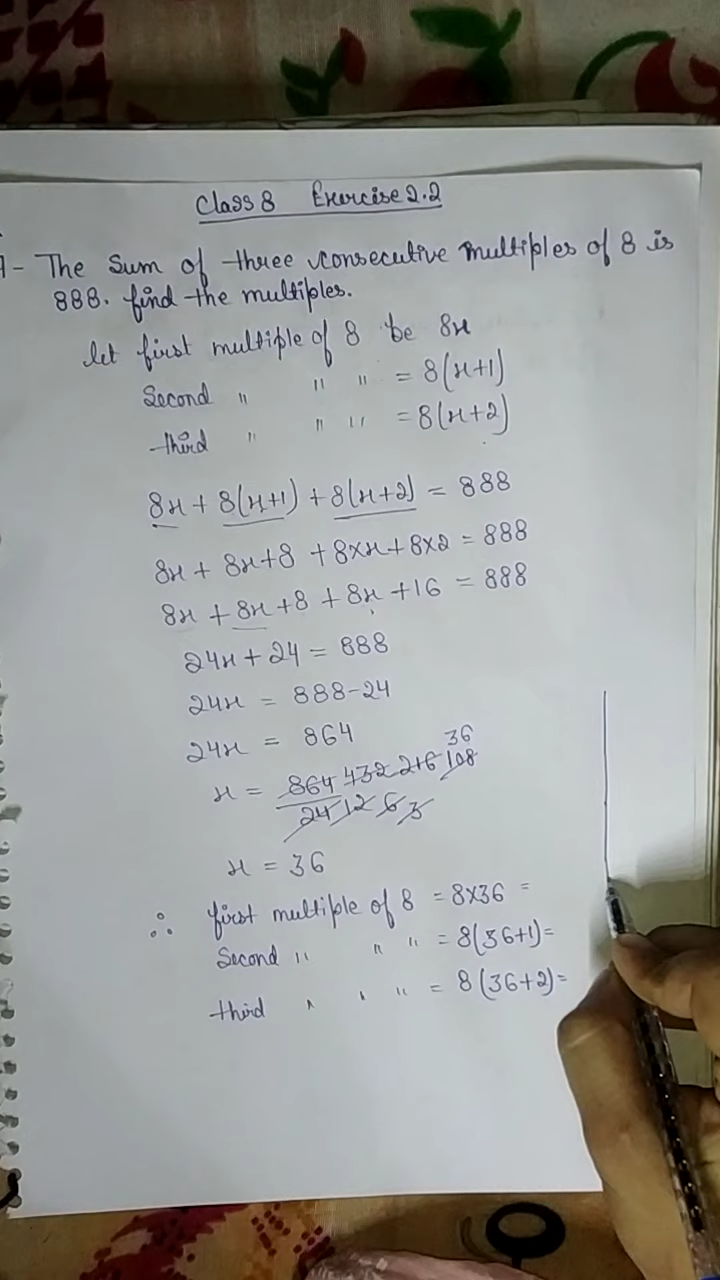 Class 8 Exercise 2.2
7- The Sum of three consecutive multiples of 8 is
888. find the multiples.
let first multiple of 8 be 8x
Second " " " = 8(x+1)
third " " " = 8(x+2)
8x + 8(x+1) + 8(x+2) = 888
8x + 8x+8 + 8×x+8×2 = 888
8x + 8x +8 + 8x +16 = 888
24x + 24 = 888
24x = 888-24
24x = 864
36
x = 864 432 216 108
24 12 6 3
x = 36
∴ first multiple of 8 = 8×36 =
Second " " " = 8(36+1)=
third " " " = 8(36+2)=